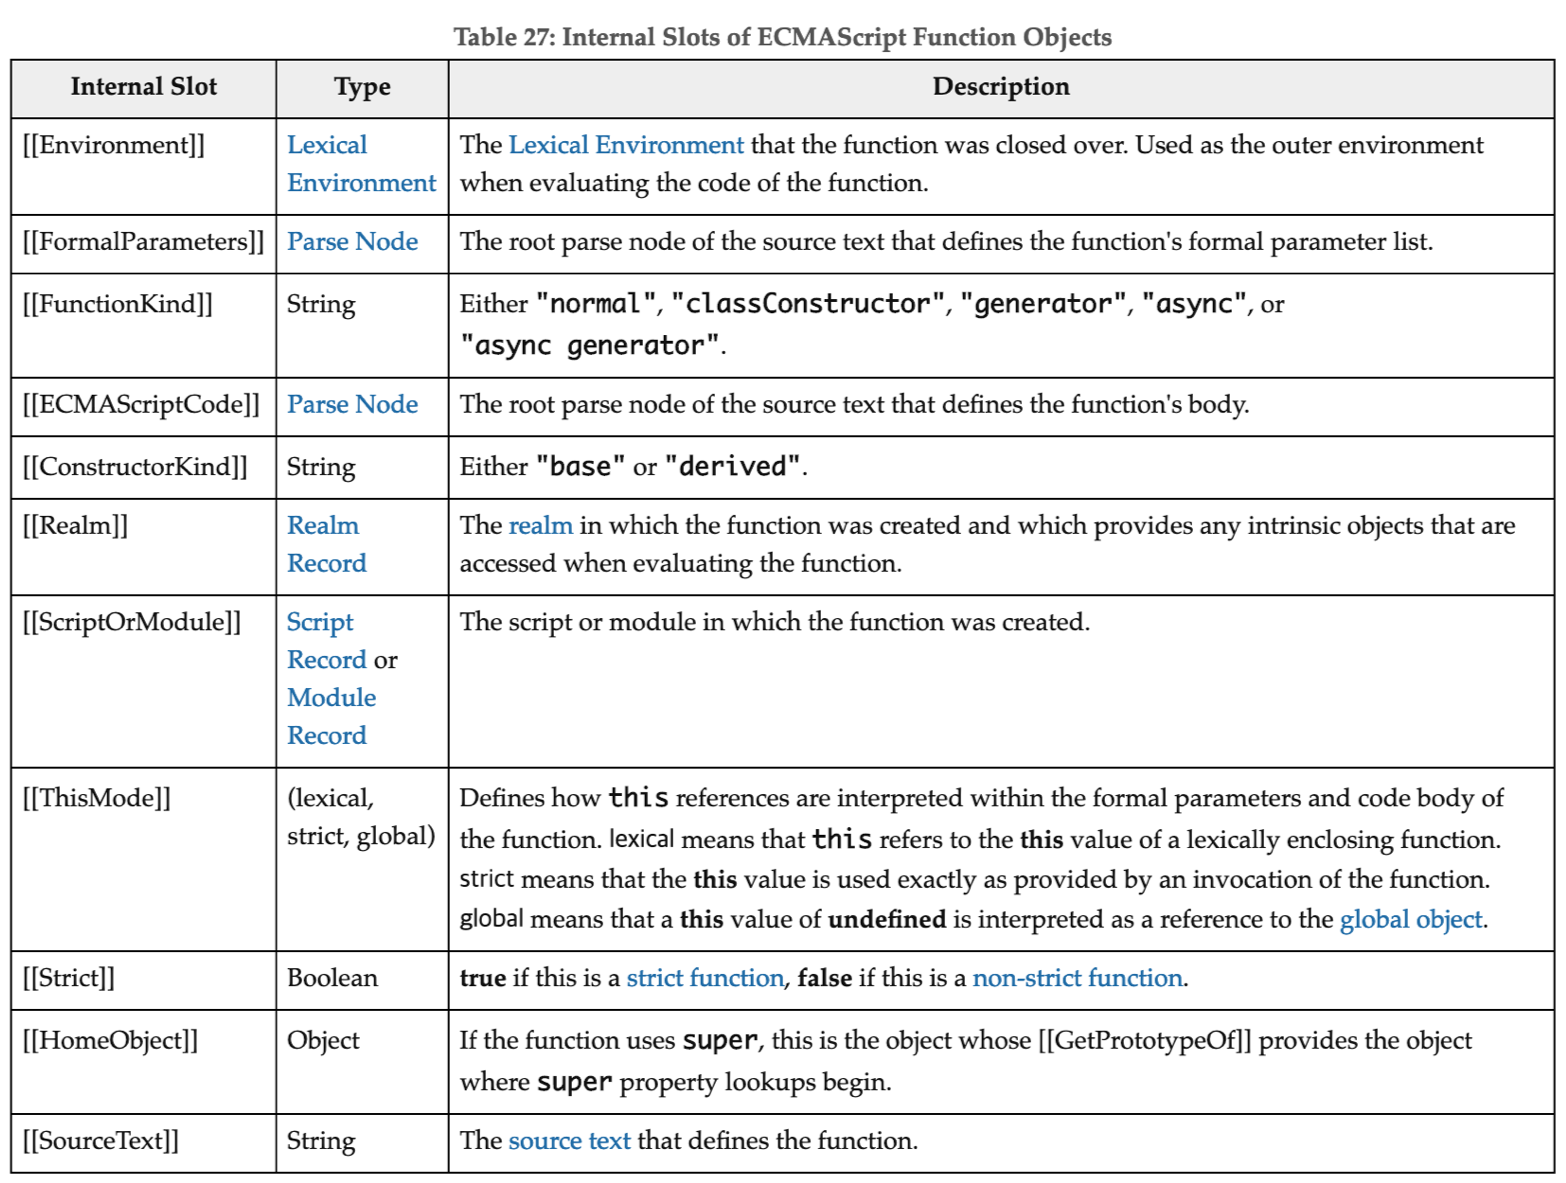 Table 27: Internal Slots of ECMAScript Function Objects
Internal Slot Type Description
[[Environment]] Lexical Environment The Lexical Environment that the function was closed over. Used as the outer environment
when evaluating the code of the function.
[[FormalParameters]] Parse Node The root parse node of the source text that defines the function's formal parameter list.
[[FunctionKind]] String Either "normal", "classConstructor", "generator", "async", or
"async generator".
[[ECMAScriptCode]] Parse Node The root parse node of the source text that defines the function's body.
[[ConstructorKind]] String Either "base" or "derived".
[[Realm]] Realm Record The realm in which the function was created and which provides any intrinsic objects that are
accessed when evaluating the function.
[[ScriptOrModule]] Script
Record or
Module
Record
The script or module in which the function was created.
[[ThisMode]] (lexical,
strict, global)
Defines how this references are interpreted within the formal parameters and code body of
the function. lexical means that this refers to the this value of a lexically enclosing function.
strict means that the this value is used exactly as provided by an invocation of the function.
global means that a this value of undefined is interpreted as a reference to the global object.
[[Strict]] Boolean true if this is a strict function, false if this is a non-strict function.
[[HomeObject]] Object If the function uses super, this is the object whose [[GetPrototypeOf]] provides the object
where super property lookups begin.
[[SourceText]] String The source text that defines the function.